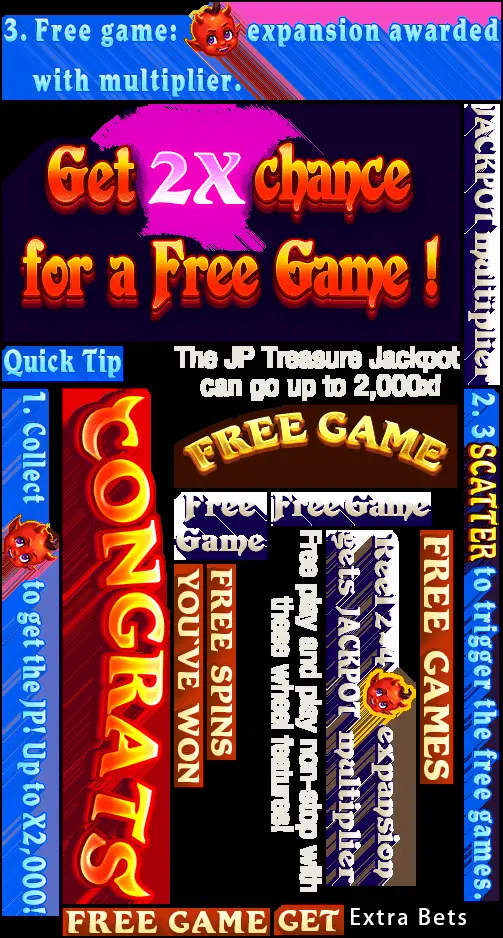 3. Free game: expansion awarded
with multiplier.
Get 2X chance
for a Free Game !
JACKPOT multiplier
Quick Tip
The JP Treasure Jackpot
can go up to 2,000x!
1. Collect to get the JP! Up to X2,000!
CONGRATS
FREE GAME
2. 3 SCATTER to trigger the free games.
Free
Game
Free Game
YOU'VE WON
FREE SPINS
Free play and play non-stop with
these wheel features!
Reel 2~4 expansion
gets JACKPOT multiplier
FREE GAMES
FREE GAME
GET
Extra Bets